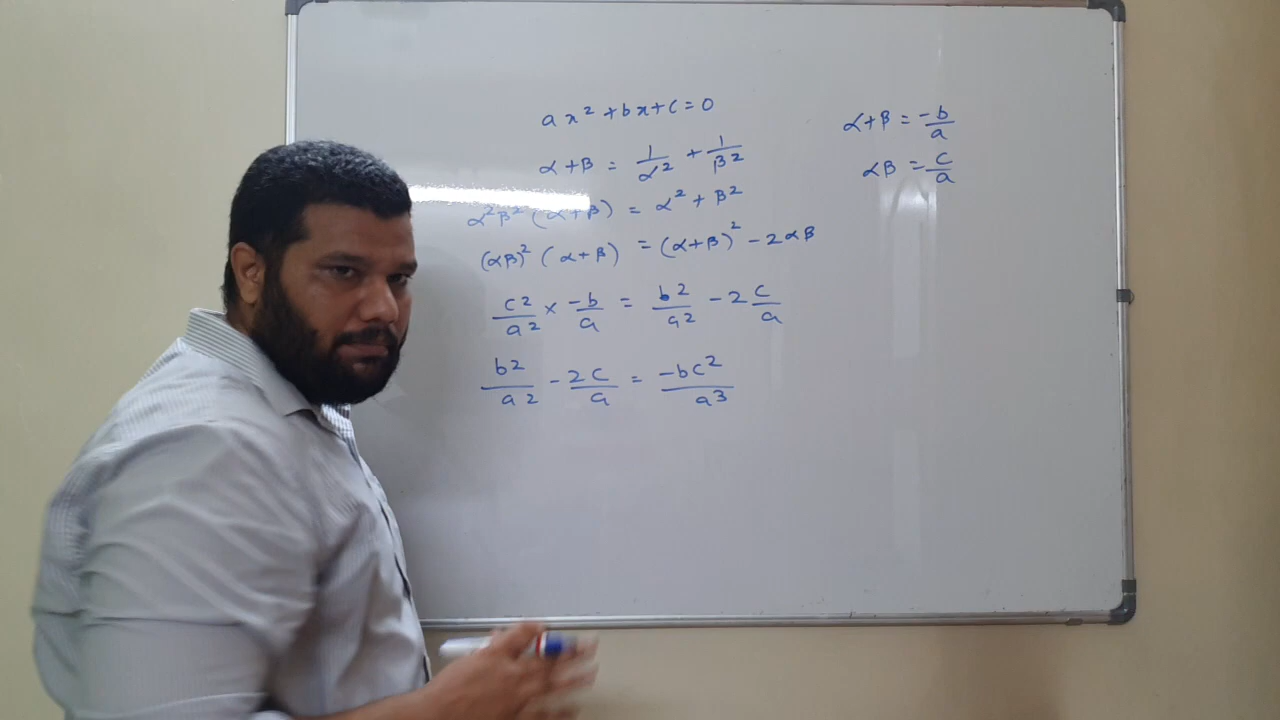 ax² + bx + c = 0
α + β = 1/α² + 1/β²
α²β² (α + β) = α² + β²
(αβ)² (α + β) = (α + β)² - 2αβ
c²/a² × -b/a = b²/a² - 2 c/a
b²/a² - 2c/a = -bc²/a³
α + β = -b/a
αβ = c/a